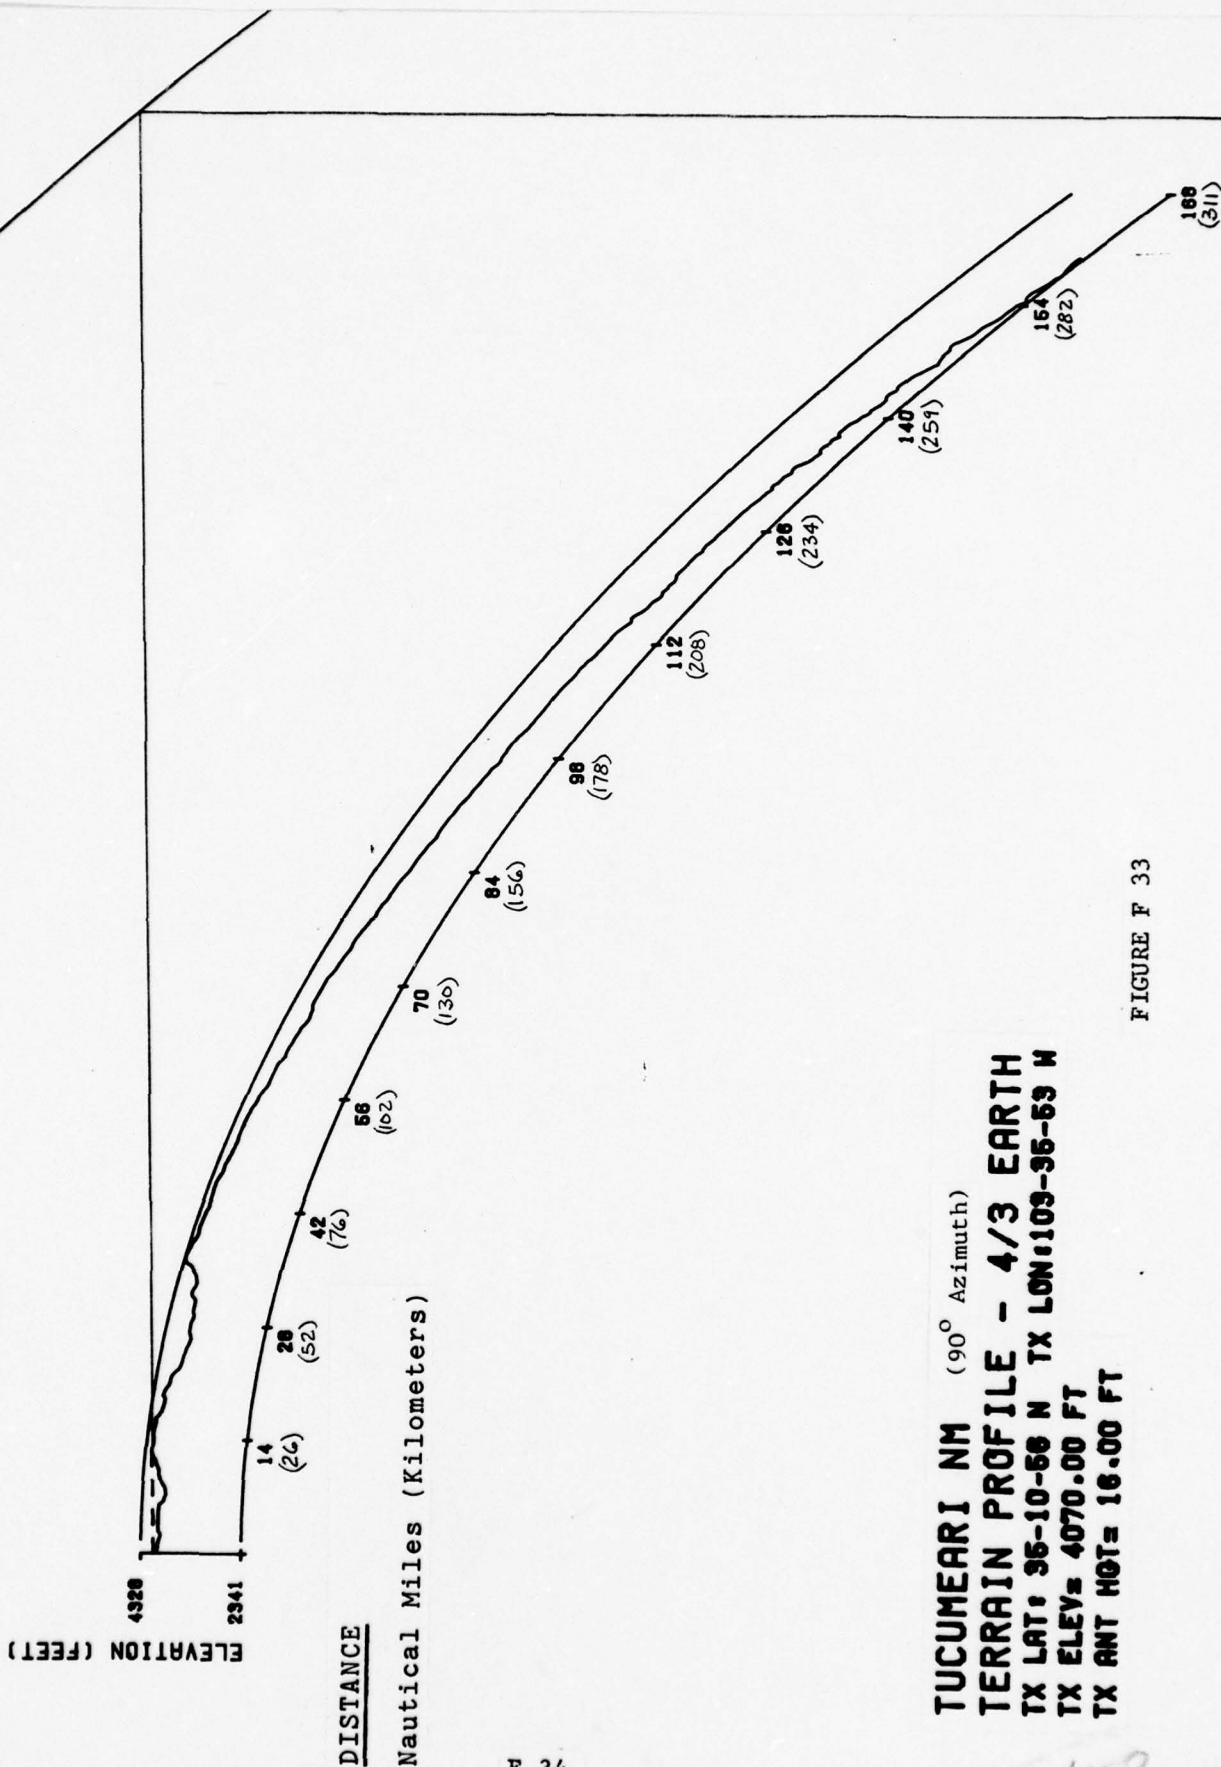 ELEVATION (FEET)
4320
2341
DISTANCE
Nautical Miles (Kilometers)
14
(26)
28
(52)
42
(76)
56
(102)
70
(130)
84
(156)
98
(178)
112
(208)
126
(234)
140
(259)
154
(282)
168
(311)
TUCUMEARI NM (90° Azimuth)
TERRAIN PROFILE - 4/3 EARTH
TX LAT: 35-10-56 N TX LON:103-35-53 W
TX ELEV= 4070.00 FT
TX ANT HGT= 16.00 FT
FIGURE F 33